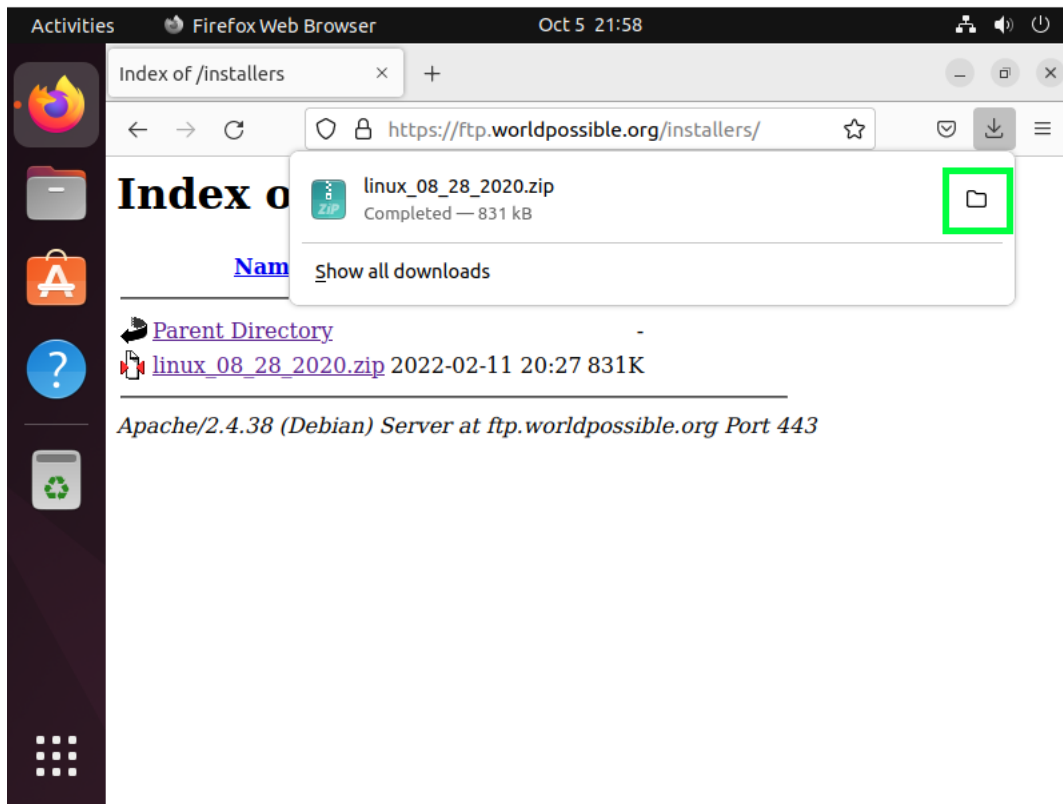 Activities Firefox Web Browser Oct 5 21:58
Index of /installers
https://ftp.worldpossible.org/installers/
linux_08_28_2020.zip
ZIP
Completed — 831 kB
Show all downloads
Index o
Nam
Parent Directory -
linux_08_28_2020.zip 2022-02-11 20:27 831K
Apache/2.4.38 (Debian) Server at ftp.worldpossible.org Port 443